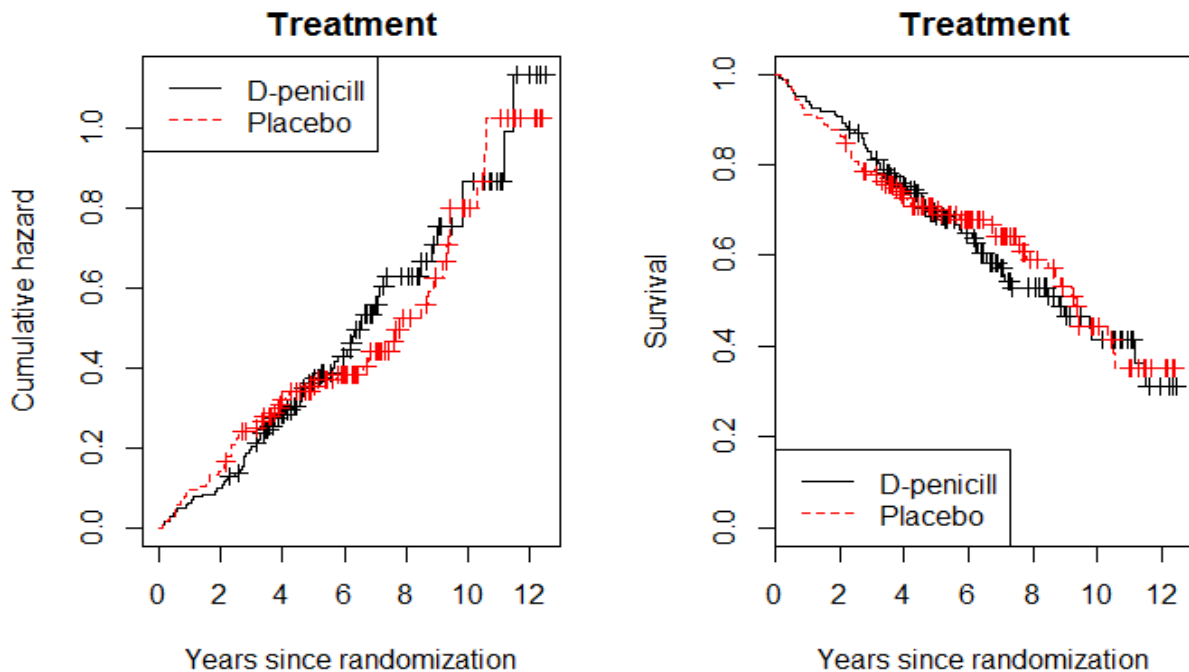 Treatment
D-penicill
Placebo
Cumulative hazard
0.0 0.2 0.4 0.6 0.8 1.0
0 2 4 6 8 10 12
Years since randomization
Treatment
Survival
0.0 0.2 0.4 0.6 0.8 1.0
D-penicill
Placebo
0 2 4 6 8 10 12
Years since randomization